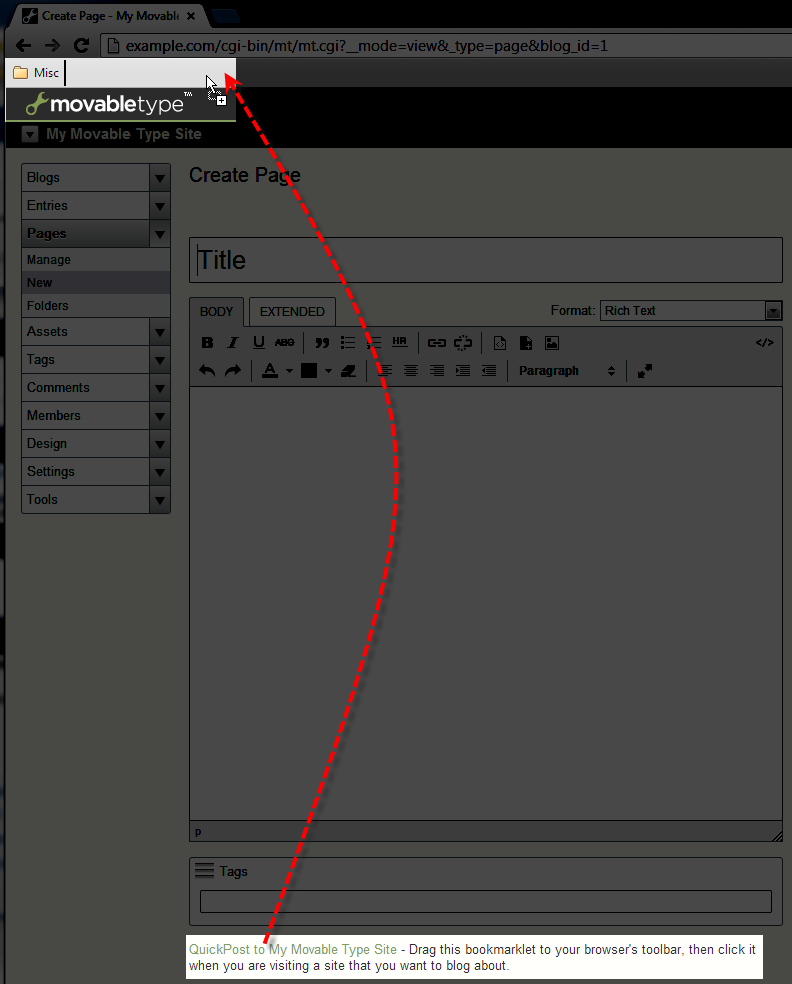 Create Page - My Movabl
example.com/cgi-bin/mt/mt.cgi?__mode=view&_type=page&blog_id=1
Misc
movabletype™
My Movable Type Site
Blogs
Entries
Pages
Manage
New
Folders
Assets
Tags
Comments
Members
Design
Settings
Tools
Create Page
Title
BODY EXTENDED Format: Rich Text
B I U ABC HR </>
A Paragraph
p
Tags
QuickPost to My Movable Type Site - Drag this bookmarklet to your browser's toolbar, then click it
when you are visiting a site that you want to blog about.